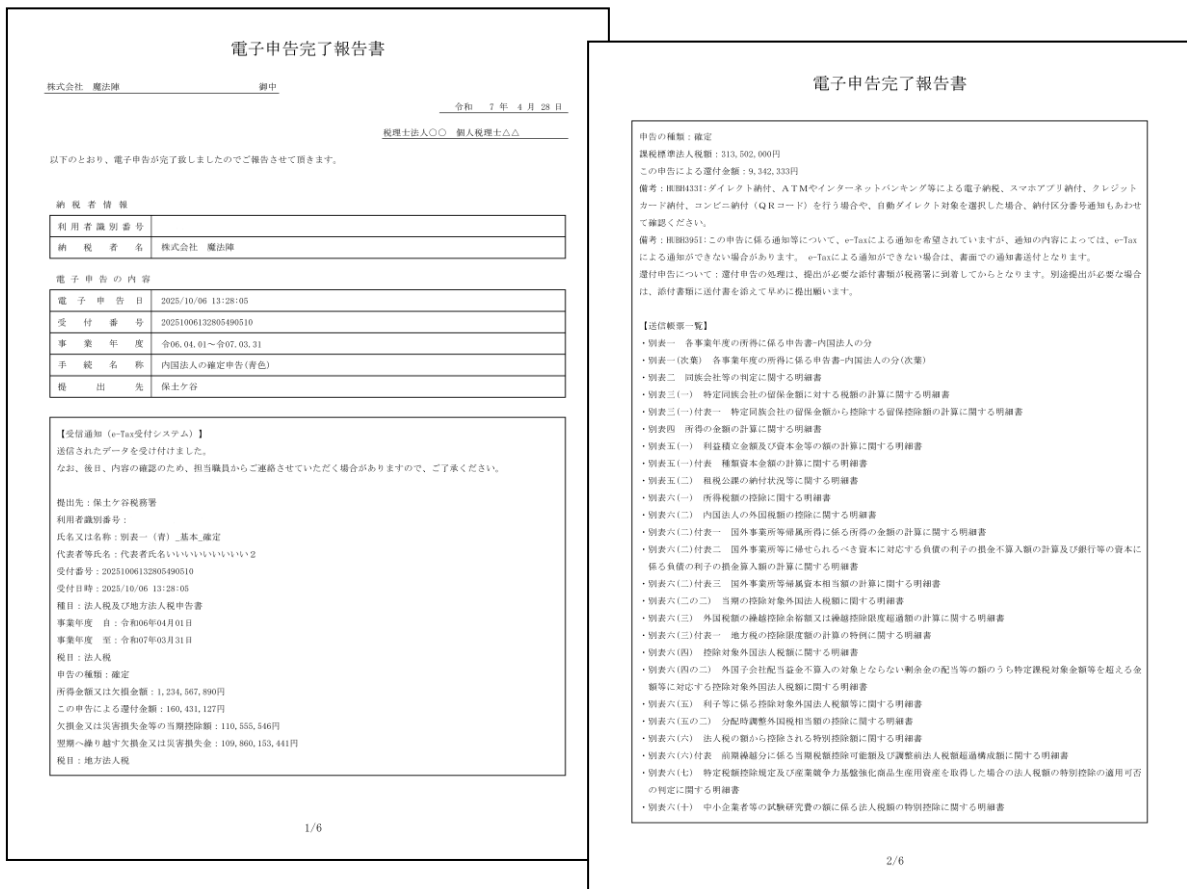 電子申告完了報告書
株式会社 魔法陣 御中
令和 7 年 4 月 28 日
税理士法人○○ 個人税理士△△
以下のとおり、電子申告が完了致しましたのでご報告させて頂きます。
納税者情報
利用者識別番号
納税者名 株式会社 魔法陣
電子申告の内容
電子申告日 2025/10/06 13:28:05
受付番号 20251006132805490510
事業年度 令06.04.01～令07.03.31
手続名称 内国法人の確定申告(青色)
提出先 保土ケ谷
【受信通知（e-Tax受付システム）】
送信されたデータを受け付けました。
なお、後日、内容の確認のため、担当職員からご連絡させていただく場合がありますので、ご了承ください。
提出先：保土ケ谷税務署
利用者識別番号：
氏名又は名称：別表一（青）_基本_確定
代表者等氏名：代表者氏名いいいいいいいいい２
受付番号：20251006132805490510
受付日時：2025/10/06 13:28:05
種目：法人税及び地方法人税申告書
事業年度 自：令和06年04月01日
事業年度 至：令和07年03月31日
税目：法人税
申告の種類：確定
所得金額又は欠損金額：1,234,567,890円
この申告による還付金額：160,431,127円
欠損金又は災害損失金等の当期控除額：110,555,546円
翌期へ繰り越す欠損金又は災害損失金：109,860,153,441円
税目：地方法人税
1/6
電子申告完了報告書
申告の種類：確定
課税標準法人税額：313,502,000円
この申告による還付金額：9,342,333円
備考：HUBH433I:ダイレクト納付、ＡＴＭやインターネットバンキング等による電子納税、スマホアプリ納付、クレジット
カード納付、コンビニ納付（ＱＲコード）を行う場合や、自動ダイレクト対象を選択した場合、納付区分番号通知もあわせ
て確認ください。
備考：HUBH395I:この申告に係る通知等について、e-Taxによる通知を希望されていますが、通知の内容によっては、e-Tax
による通知ができない場合があります。 e-Taxによる通知ができない場合は、書面での通知書送付となります。
還付申告について：還付申告の処理は、提出が必要な添付書類が税務署に到着してからとなります。別途提出が必要な場合
は、添付書類に送付書を添えて早めに提出願います。
【送信帳票一覧】
・別表一 各事業年度の所得に係る申告書-内国法人の分
・別表一(次葉) 各事業年度の所得に係る申告書-内国法人の分(次葉)
・別表二 同族会社等の判定に関する明細書
・別表三(一) 特定同族会社の留保金額に対する税額の計算に関する明細書
・別表三(一)付表一 特定同族会社の留保金額から控除する留保控除額の計算に関する明細書
・別表四 所得の金額の計算に関する明細書
・別表五(一) 利益積立金額及び資本金等の額の計算に関する明細書
・別表五(一)付表 種類資本金額の計算に関する明細書
・別表五(二) 租税公課の納付状況等に関する明細書
・別表六(一) 所得税額の控除に関する明細書
・別表六(二) 内国法人の外国税額の控除に関する明細書
・別表六(二)付表一 国外事業所等帰属所得に係る所得の金額の計算に関する明細書
・別表六(二)付表二 国外事業所等に帰せられるべき資本に対応する負債の利子の損金不算入額の計算及び銀行等の資本に
係る負債の利子の損金算入額の計算に関する明細書
・別表六(二)付表三 国外事業所等帰属資本相当額の計算に関する明細書
・別表六(二の二) 当期の控除対象外国法人税額に関する明細書
・別表六(三) 外国税額の繰越控除余裕額又は繰越控除限度超過額の計算に関する明細書
・別表六(三)付表一 地方税の控除限度額の計算の特例に関する明細書
・別表六(四) 控除対象外国法人税額に関する明細書
・別表六(四の二) 外国子会社配当益金不算入の対象とならない剰余金の配当等の額のうち特定課税対象金額等を超える金
額等に対応する控除対象外国法人税額に関する明細書
・別表六(五) 利子等に係る控除対象外国法人税額等に関する明細書
・別表六(五の二) 分配時調整外国税相当額の控除に関する明細書
・別表六(六) 法人税の額から控除される特別控除額に関する明細書
・別表六(六)付表 前期繰越分に係る当期税額控除可能額及び調整前法人税額超過構成額に関する明細書
・別表六(七) 特定税額控除規定及び産業競争力基盤強化商品生産用資産を取得した場合の法人税額の特別控除の適用可否
の判定に関する明細書
・別表六(十) 中小企業者等の試験研究費の額に係る法人税額の特別控除に関する明細書
2/6